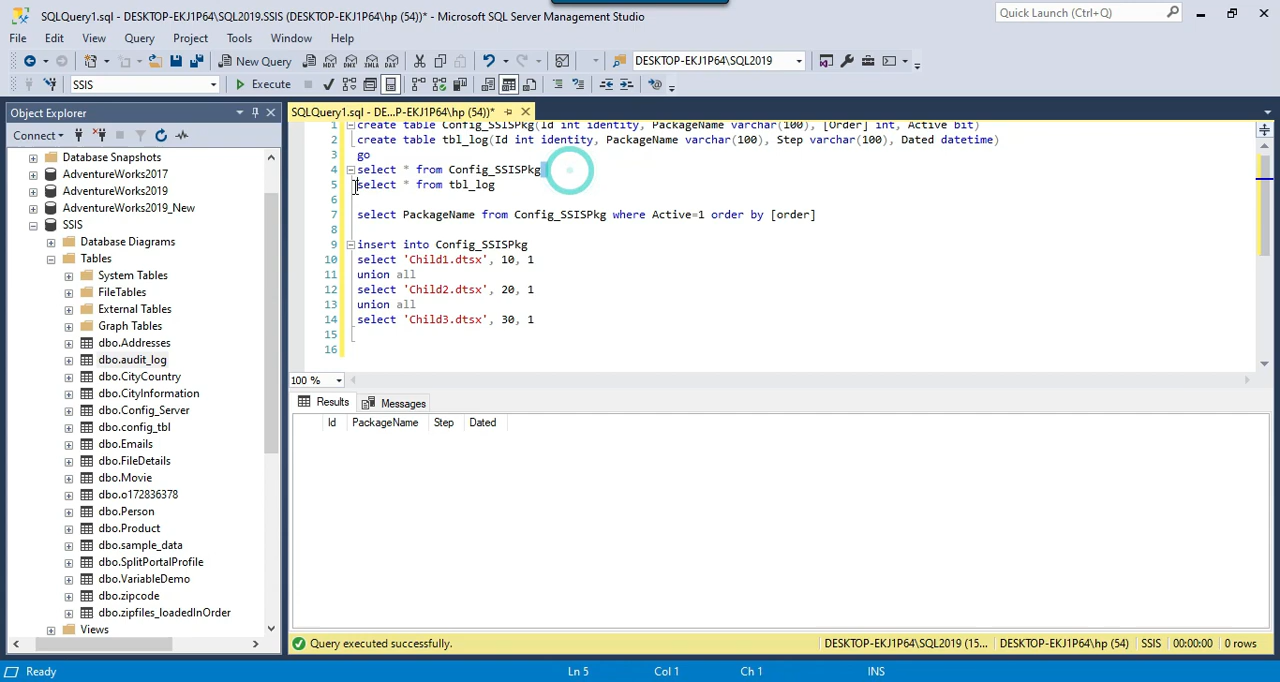 SQLQuery1.sql - DESKTOP-EKJ1P64\SQL2019.SSIS (DESKTOP-EKJ1P64\hp (54))* - Microsoft SQL Server Management Studio
Quick Launch (Ctrl+Q)
File Edit View Query Project Tools Window Help
New Query
MDX DMX XMLA DAX
DESKTOP-EKJ1P64\SQL2019
SSIS
Execute
Object Explorer
SQLQuery1.sql - DE...P-EKJ1P64\hp (54))*
Connect
Database Snapshots
AdventureWorks2017
AdventureWorks2019
AdventureWorks2019_New
SSIS
Database Diagrams
Tables
System Tables
FileTables
External Tables
Graph Tables
dbo.Addresses
dbo.audit_log
dbo.CityCountry
dbo.CityInformation
dbo.Config_Server
dbo.config_tbl
dbo.Emails
dbo.FileDetails
dbo.Movie
dbo.o172836378
dbo.Person
dbo.Product
dbo.sample_data
dbo.SplitPortalProfile
dbo.VariableDemo
dbo.zipcode
dbo.zipfiles_loadedInOrder
Views
1 create table Config_SSISPkg(Id int identity, PackageName varchar(100), [Order] int, Active bit)
2 create table tbl_log(Id int identity, PackageName varchar(100), Step varchar(100), Dated datetime)
3 go
4 select * from Config_SSISPkg
5 select * from tbl_log
6
7 select PackageName from Config_SSISPkg where Active=1 order by [order]
8
9 insert into Config_SSISPkg
10 select 'Child1.dtsx', 10, 1
11 union all
12 select 'Child2.dtsx', 20, 1
13 union all
14 select 'Child3.dtsx', 30, 1
15
16
100 %
Results Messages
Id PackageName Step Dated
Query executed successfully.
DESKTOP-EKJ1P64\SQL2019 (15... DESKTOP-EKJ1P64\hp (54) SSIS 00:00:00 0 rows
Ready Ln 5 Col 1 Ch 1 INS